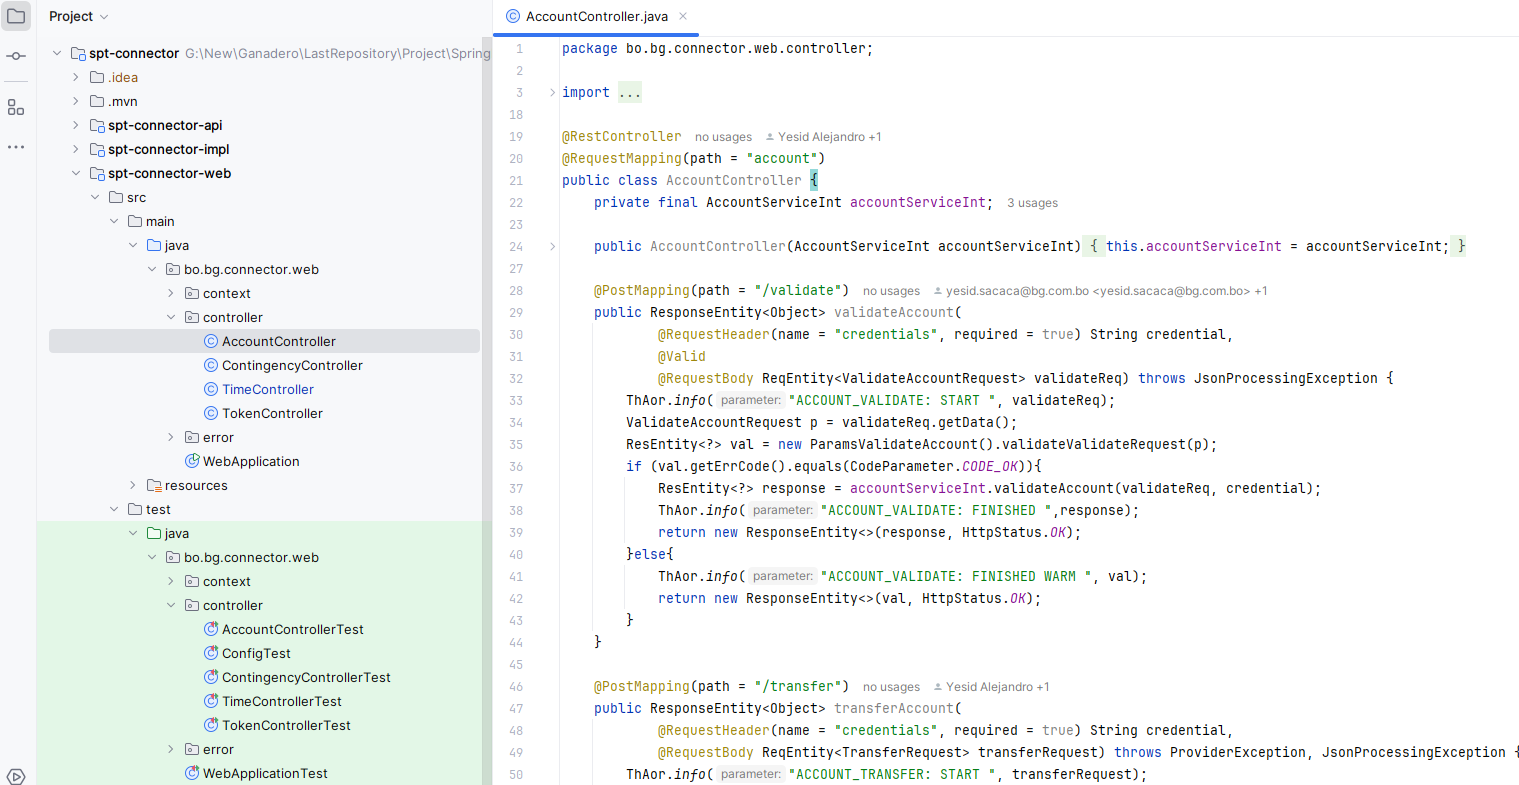 Project
spt-connector G:\New\Ganadero\LastRepository\Project\Spring
.idea
.mvn
spt-connector-api
spt-connector-impl
spt-connector-web
src
main
java
bo.bg.connector.web
context
controller
AccountController
ContingencyController
TimeController
TokenController
error
WebApplication
resources
test
java
bo.bg.connector.web
context
controller
AccountControllerTest
ConfigTest
ContingencyControllerTest
TimeControllerTest
TokenControllerTest
error
WebApplicationTest
AccountController.java
1 package bo.bg.connector.web.controller;
2
3 import ...
18
19 @RestController no usages Yesid Alejandro +1
20 @RequestMapping(path = "account")
21 public class AccountController {
22 private final AccountServiceInt accountServiceInt; 3 usages
23
24 public AccountController(AccountServiceInt accountServiceInt) { this.accountServiceInt = accountServiceInt; }
27
28 @PostMapping(path = "/validate") no usages yesid.sacaca@bg.com.bo <yesid.sacaca@bg.com.bo> +1
29 public ResponseEntity<Object> validateAccount(
30 @RequestHeader(name = "credentials", required = true) String credential,
31 @Valid
32 @RequestBody ReqEntity<ValidateAccountRequest> validateReq) throws JsonProcessingException {
33 ThAor.info( parameter: "ACCOUNT_VALIDATE: START ", validateReq);
34 ValidateAccountRequest p = validateReq.getData();
35 ResEntity<?> val = new ParamsValidateAccount().validateValidateRequest(p);
36 if (val.getErrCode().equals(CodeParameter.CODE_OK)){
37 ResEntity<?> response = accountServiceInt.validateAccount(validateReq, credential);
38 ThAor.info( parameter: "ACCOUNT_VALIDATE: FINISHED ",response);
39 return new ResponseEntity<>(response, HttpStatus.OK);
40 }else{
41 ThAor.info( parameter: "ACCOUNT_VALIDATE: FINISHED WARM ", val);
42 return new ResponseEntity<>(val, HttpStatus.OK);
43 }
44 }
45
46 @PostMapping(path = "/transfer") no usages Yesid Alejandro +1
47 public ResponseEntity<Object> transferAccount(
48 @RequestHeader(name = "credentials", required = true) String credential,
49 @RequestBody ReqEntity<TransferRequest> transferRequest) throws ProviderException, JsonProcessingException {
50 ThAor.info( parameter: "ACCOUNT_TRANSFER: START ", transferRequest);